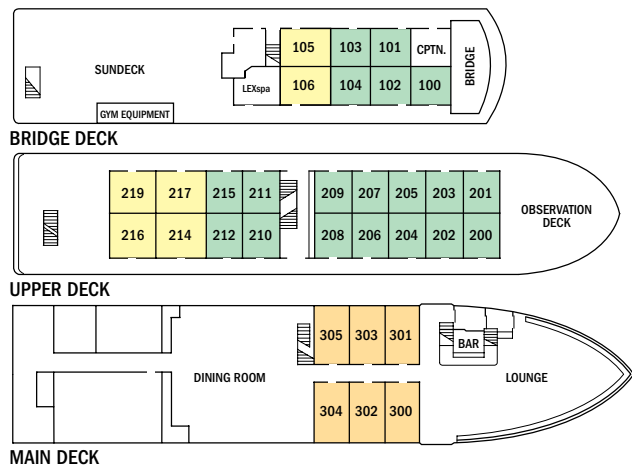 105 103 101 CPTN.
SUNDECK
BRIDGE
LEXspa 106 104 102 100
GYM EQUIPMENT
BRIDGE DECK
219 217 215 211 209 207 205 203 201
OBSERVATION
DECK
216 214 212 210 208 206 204 202 200
UPPER DECK
305 303 301
BAR
DINING ROOM LOUNGE
304 302 300
MAIN DECK